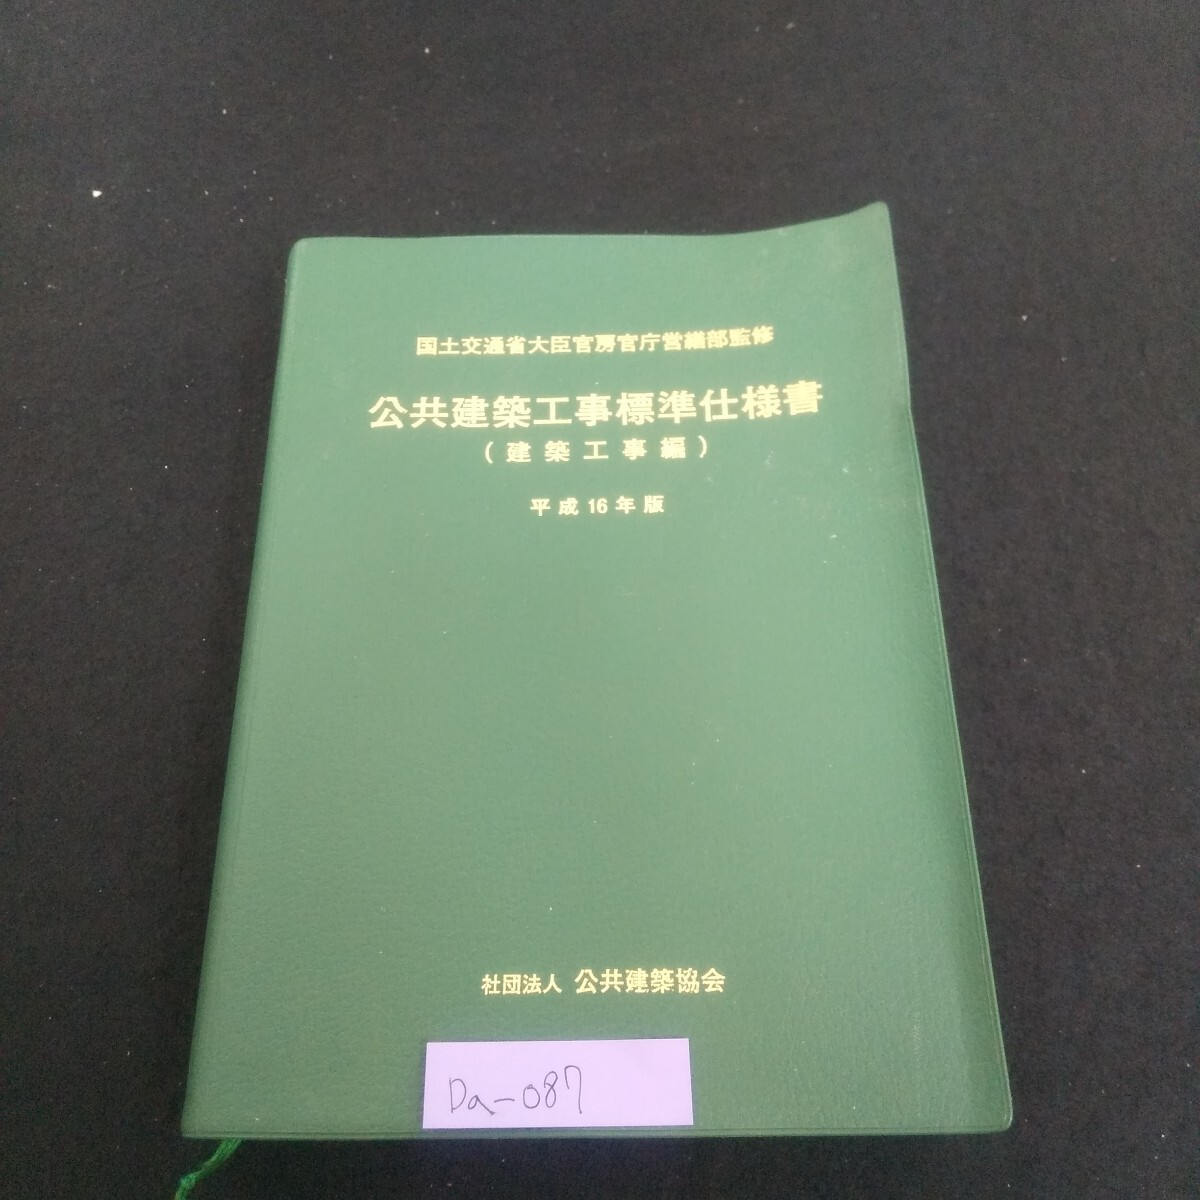 国土交通省大臣官房官庁営繕部監修
公共建築工事標準仕様書
(建築工事編)
平成16年版
社団法人 公共建築協会
Da-087